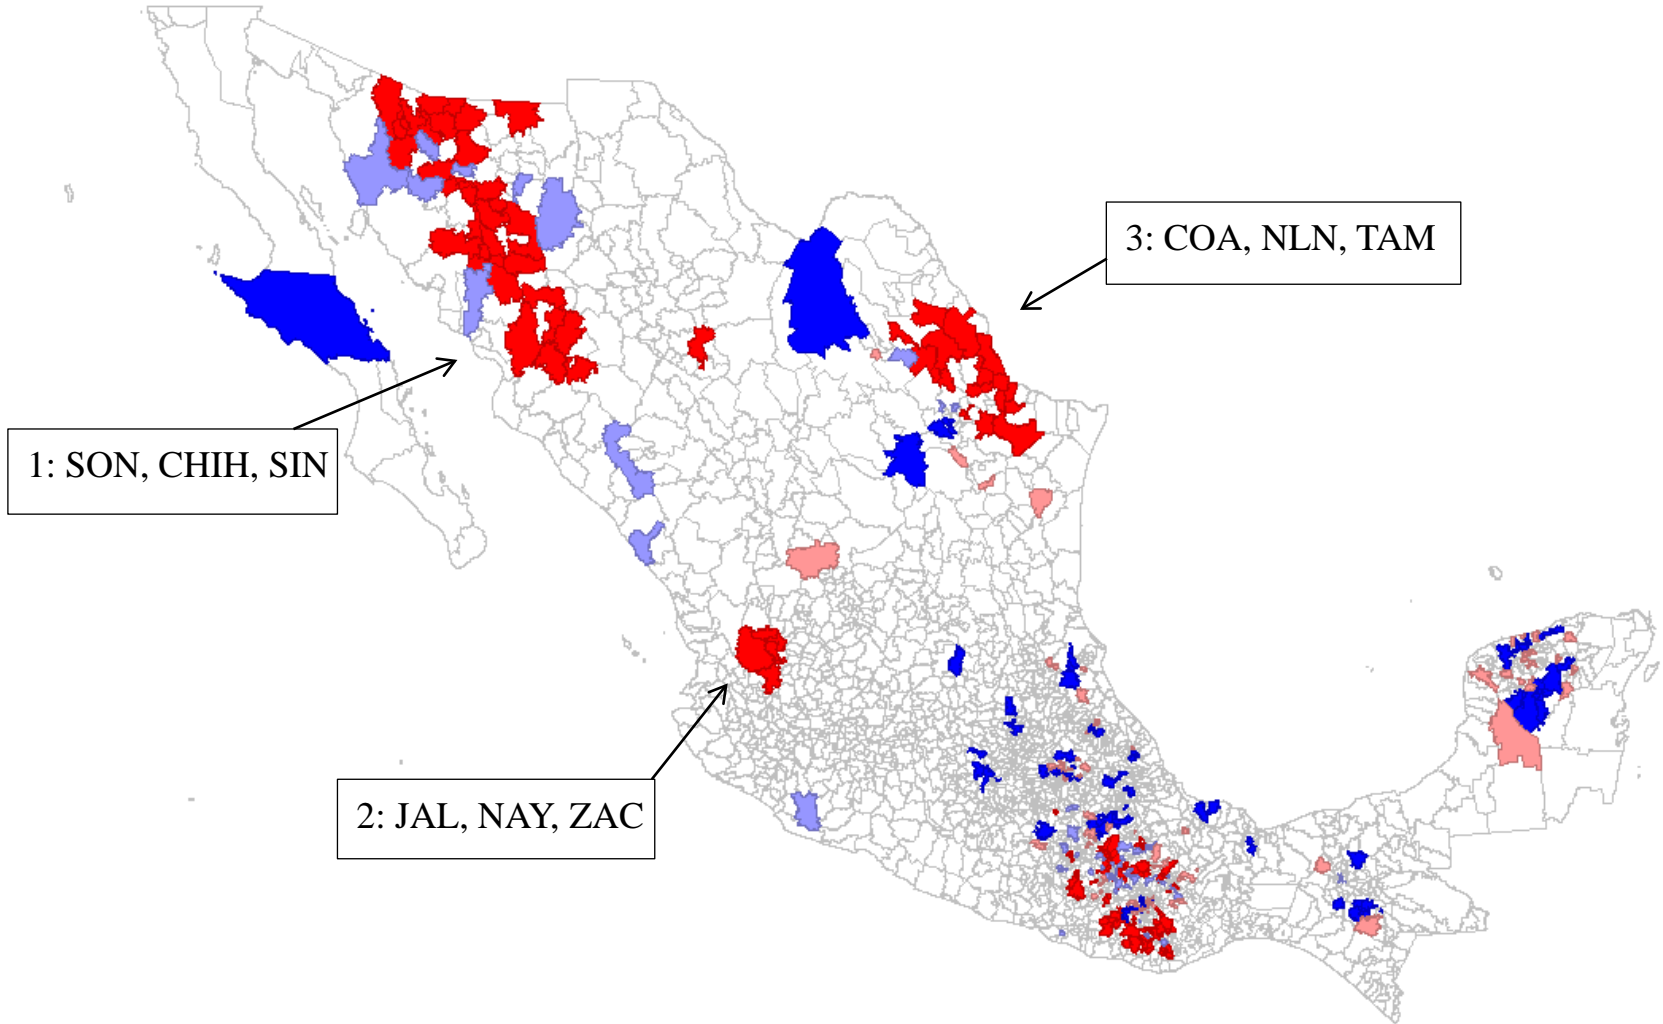 3: COA, NLN, TAM
1: SON, CHIH, SIN
2: JAL, NAY, ZAC